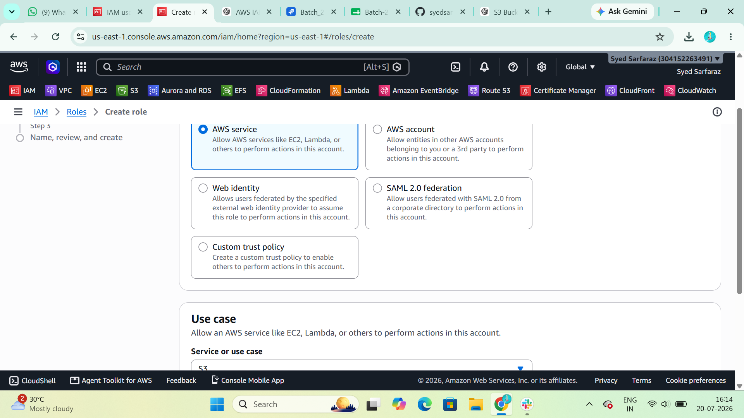 (9) Wha
IAM us
Create
AWS IA
Batch_
Batch-2
syedsa-
S3 Buck
Ask Gemini
us-east-1.console.aws.amazon.com/iam/home?region=us-east-1#/roles/create
aws
Search
[Alt+S]
Global
Syed Sarfaraz (304152263491)
Syed Sarfaraz
IAM
VPC
EC2
S3
Aurora and RDS
EFS
CloudFormation
Lambda
Amazon EventBridge
Route 53
Certificate Manager
CloudFront
CloudWatch
IAM > Roles > Create role
Step 3
Name, review, and create
AWS service
Allow AWS services like EC2, Lambda, or
others to perform actions in this account.
AWS account
Allow entities in other AWS accounts
belonging to you or a 3rd party to perform
actions in this account.
Web identity
Allows users federated by the specified
external web identity provider to assume
this role to perform actions in this account.
SAML 2.0 federation
Allow users federated with SAML 2.0 from
a corporate directory to perform actions in
this account.
Custom trust policy
Create a custom trust policy to enable
others to perform actions in this account.
Use case
Allow an AWS service like EC2, Lambda, or others to perform actions in this account.
Service or use case
S3
CloudShell
Agent Toolkit for AWS
Feedback
Console Mobile App
© 2026, Amazon Web Services, Inc. or its affiliates.
Privacy
Terms
Cookie preferences
2
30°C
Mostly cloudy
Search
ENG
IN
16:14
20-07-2026